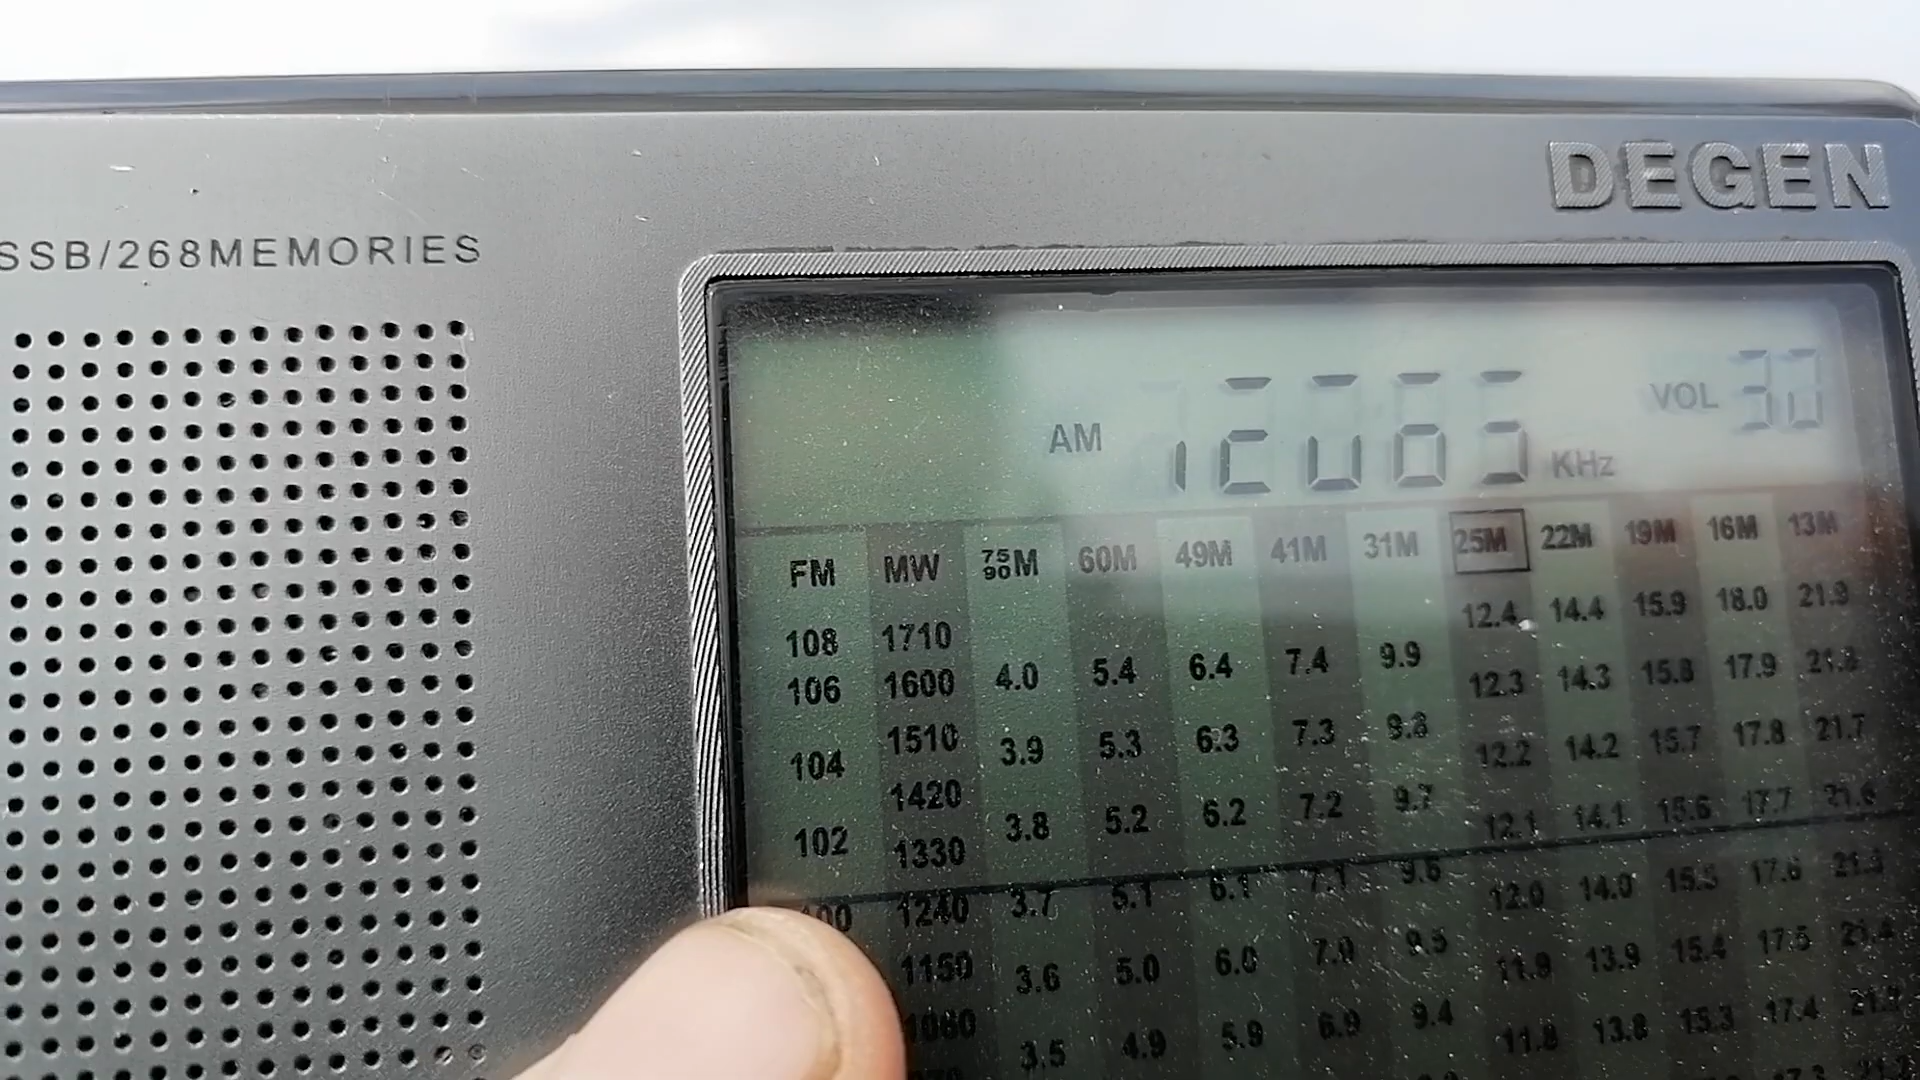 DEGEN
SSB/268MEMORIES
VOL 30
AM KHz
FM MW 75 90 M 60M 49M 41M 31M 25M 22M 19M 16M 13M
12.4 14.4 15.9 18.0 21.9
108 1710
106 1600 4.0 5.4 6.4 7.4 9.9 12.3 14.3 15.8 17.9 21.8
104 1510 3.9 5.3 6.3 7.3 9.8 12.2 14.2 15.7 17.8 21.7
1420
102 1330 3.8 5.2 6.2 7.2 9.7 12.1 14.1 15.6 17.7 21.6
100 1240 3.7 5.1 6.1 7.1 9.6 12.0 14.0 15.5 17.6 21.5
1150 3.6 5.0 6.0 7.0 9.5 11.9 13.9 15.4 17.5 21.4
1060 3.5 4.9 5.9 6.9 9.4 11.8 13.8 15.3 17.4